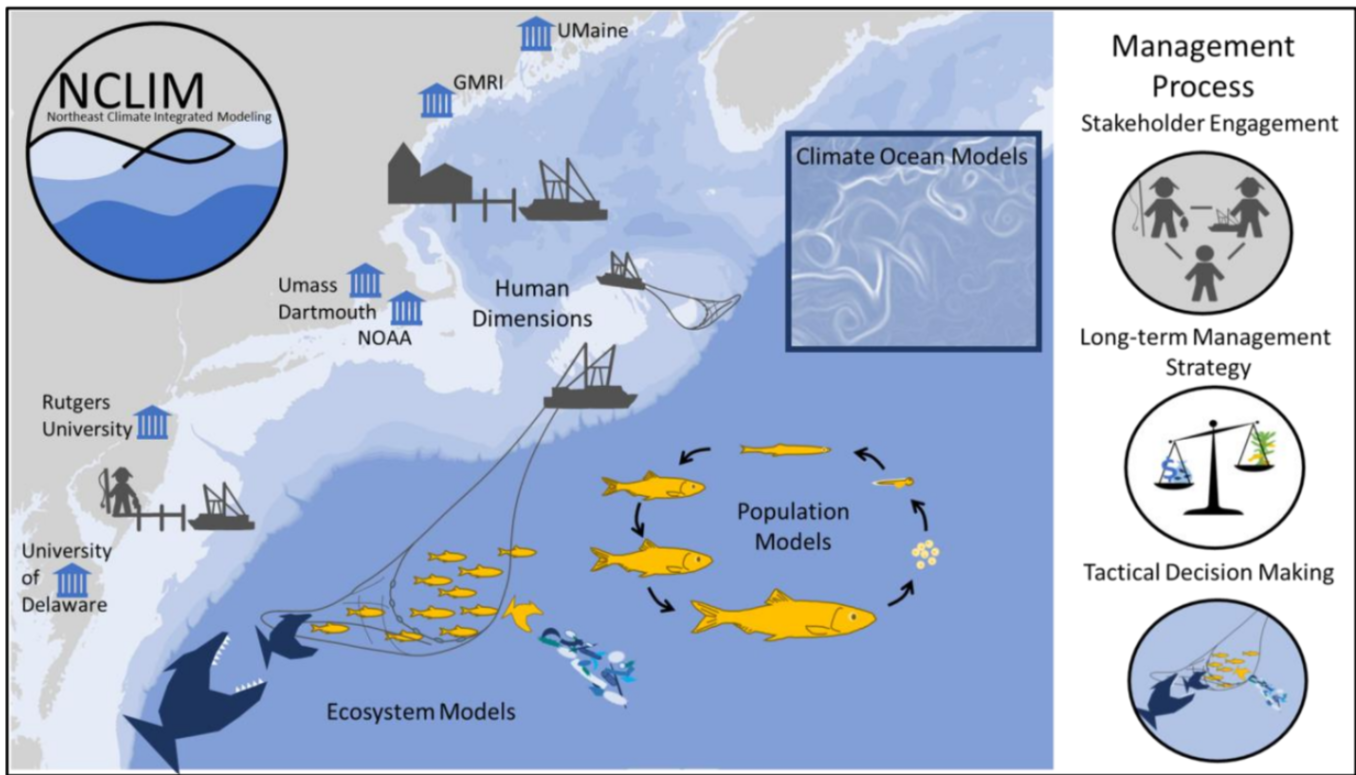 NCLIM
Northeast Climate Integrated Modeling
UMaine
GMRI
Climate Ocean Models
Umass
Dartmouth
NOAA
Human
Dimensions
Rutgers
University
Population
Models
University
of
Delaware
Ecosystem Models
Management
Process
Stakeholder Engagement
Long-term Management
Strategy
Tactical Decision Making